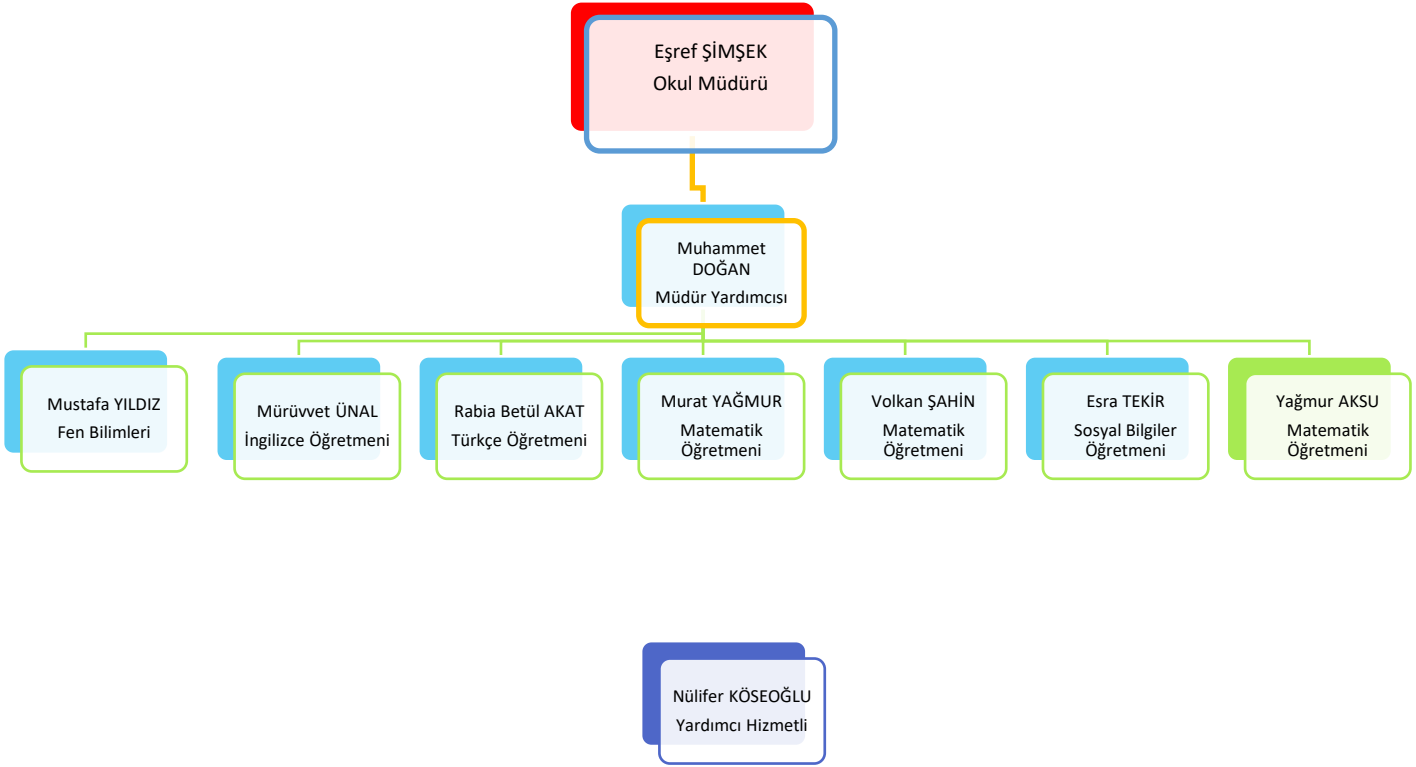 Eşref ŞİMŞEK
Okul Müdürü
Muhammet
DOĞAN
Müdür Yardımcısı
Mustafa YILDIZ
Fen Bilimleri
Mürüvvet ÜNAL
İngilizce Öğretmeni
Rabia Betül AKAT
Türkçe Öğretmeni
Murat YAĞMUR
Matematik
Öğretmeni
Volkan ŞAHİN
Matematik
Öğretmeni
Esra TEKİR
Sosyal Bilgiler
Öğretmeni
Yağmur AKSU
Matematik
Öğretmeni
Nülifer KÖSEOĞLU
Yardımcı Hizmetli